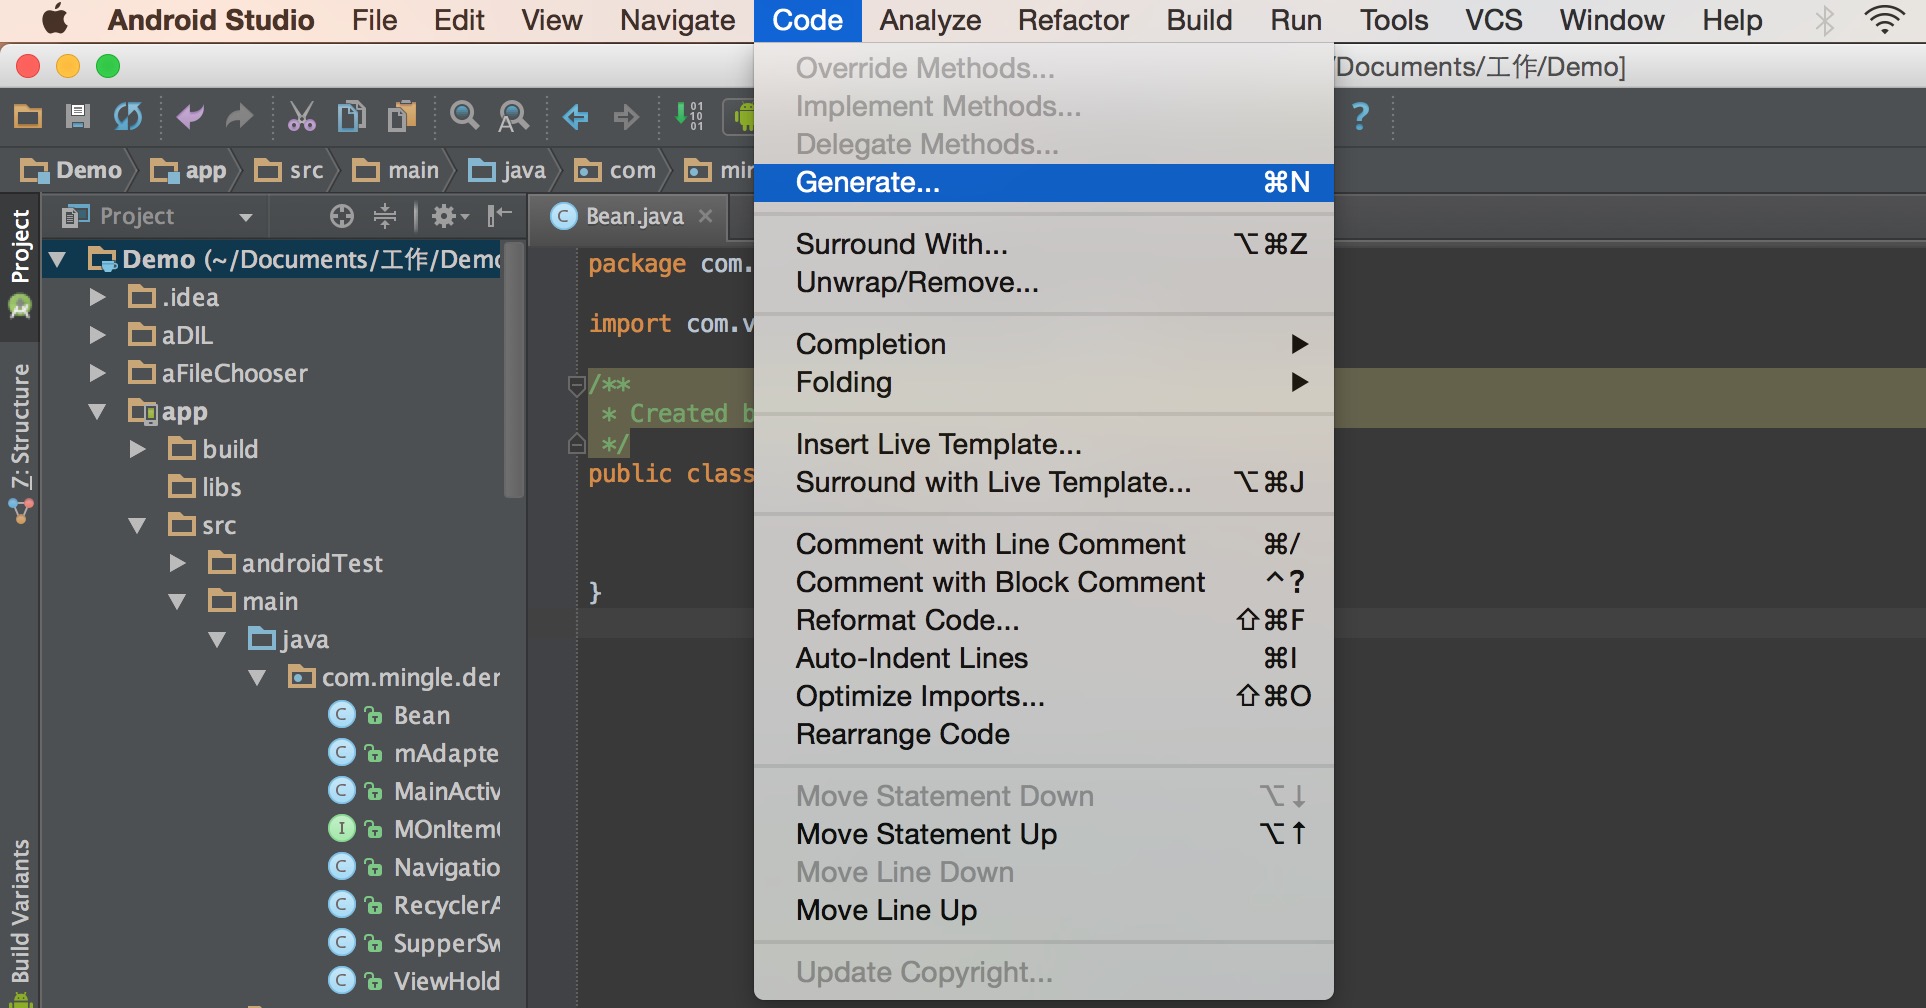 Android Studio File Edit View Navigate Code Analyze Refactor Build Run Tools VCS Window Help
/Documents/工作/Demo]
Demo app src main java com
Project
Bean.java
Project
7: Structure
Build Variants
Demo (~/Documents/工作/Demo
.idea
aDIL
aFileChooser
app
build
libs
src
androidTest
main
java
com.mingle.der
Bean
mAdapte
MainActiv
MOnItem
Navigatio
RecyclerA
SupperSw
ViewHold
package com.
import com.v
/**
* Created b
*/
public class
}
Override Methods...
Implement Methods...
Delegate Methods...
Generate... ⌘N
Surround With... ⌥⌘Z
Unwrap/Remove...
Completion ▶
Folding ▶
Insert Live Template...
Surround with Live Template... ⌥⌘J
Comment with Line Comment ⌘/
Comment with Block Comment ^?
Reformat Code... ⇧⌘F
Auto-Indent Lines ⌘I
Optimize Imports... ⇧⌘O
Rearrange Code
Move Statement Down ⌥↓
Move Statement Up ⌥↑
Move Line Down
Move Line Up
Update Copyright...